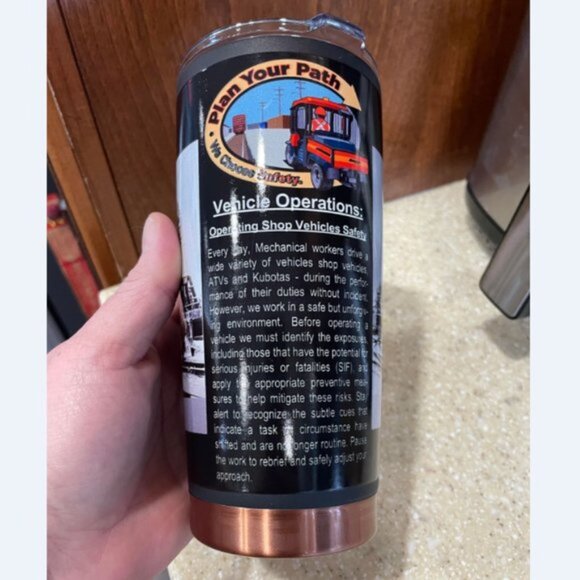 Plan Your Path
We Choose Safety.
Vehicle Operations:
Operating Shop Vehicles Safely
Every day, Mechanical workers drive a
wide variety of vehicles shop vehicles,
ATVs and Kubotas - during the perfor-
mance of their duties without incident.
However, we work in a safe but unforgiv-
ing environment. Before operating a
vehicle we must identify the exposures
including those that have the potential for
serious injuries or fatalities (SIF), and
apply the appropriate preventive mea-
sures to help mitigate these risks. Stay
alert to recognize the subtle cues that
indicate a task or circumstance have
shifted and are no longer routine. Pause
the work to rebrief and safely adjust your
approach.